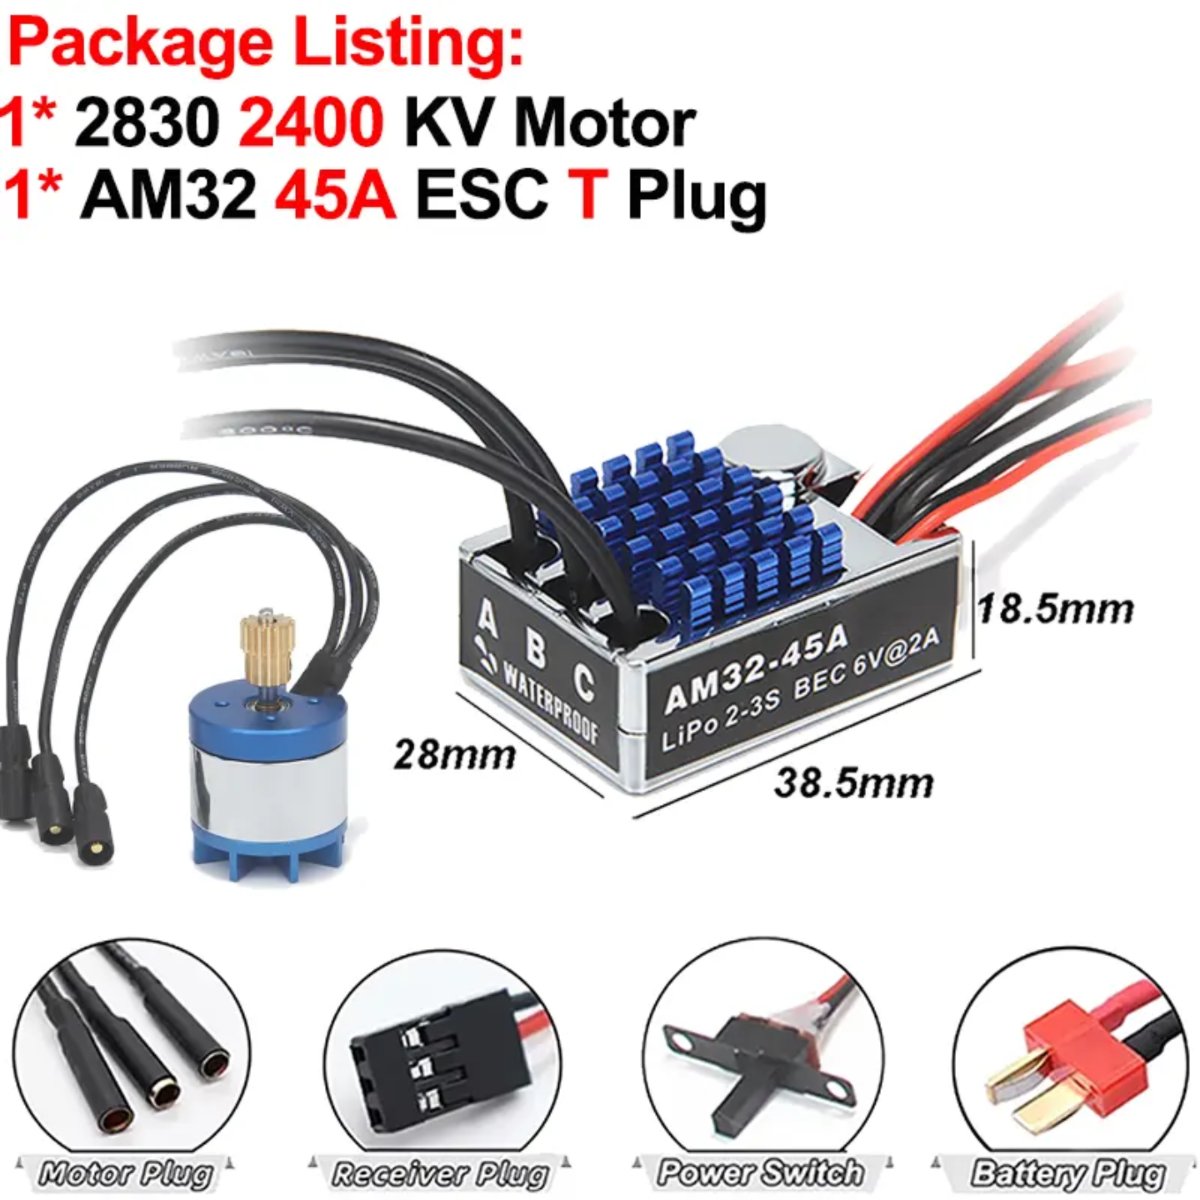 Package Listing:
1* 2830 2400 KV Motor
1* AM32 45A ESC T Plug
200°C
A B C
WATERPROOF
AM32-45A
LiPo 2-3S BEC 6V@2A
18.5mm
28mm
38.5mm
Motor Plug
Receiver Plug
Power Switch
Battery Plug